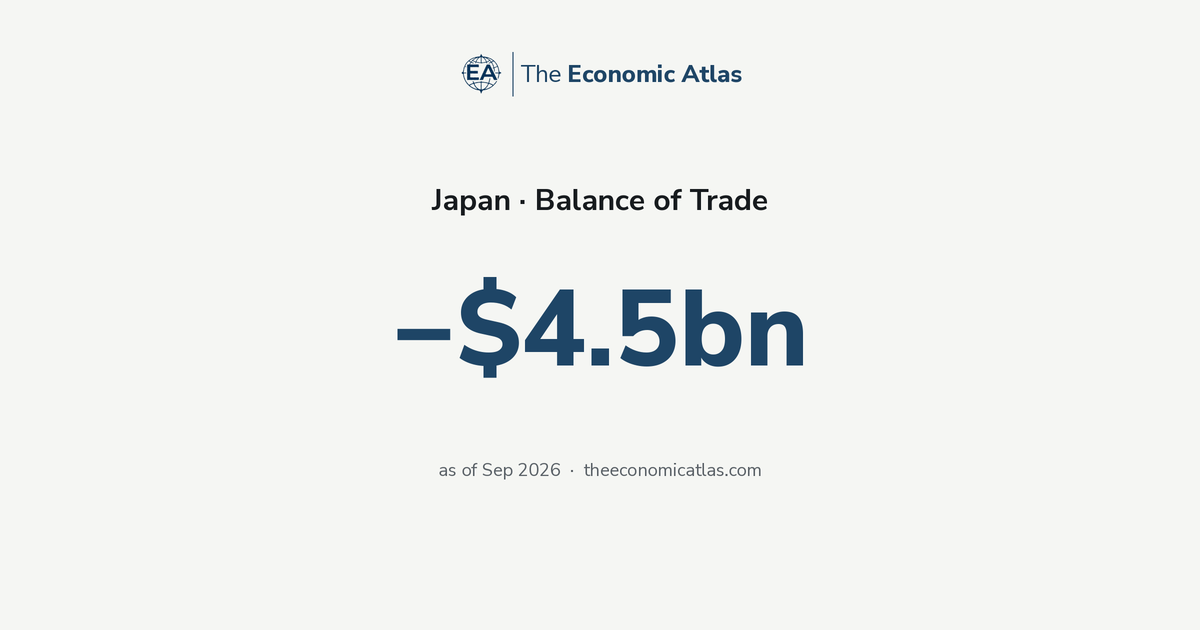 EA The Economic Atlas
Japan · Balance of Trade
−$4.5bn
as of Sep 2026 · theeconomicatlas.com